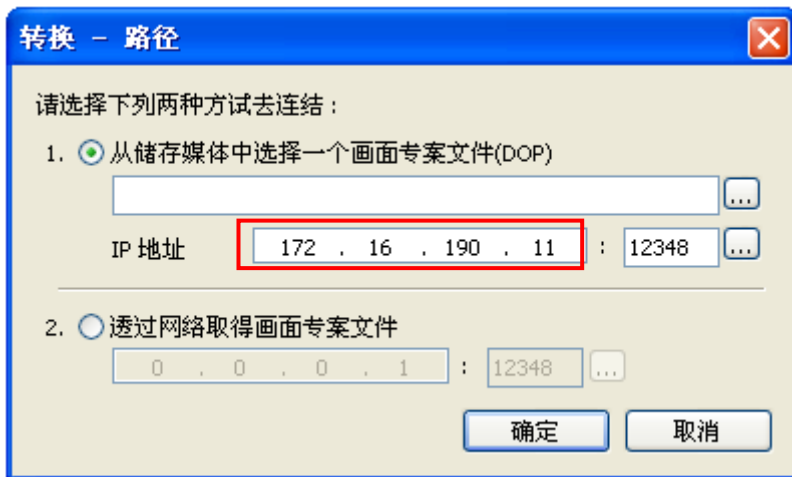 转换 - 路径
请选择下列两种方试去连结：
1. 从储存媒体中选择一个画面专案文件(DOP)
...
IP 地址 172 . 16 . 190 . 11 : 12348 ...
2. 透过网络取得画面专案文件
0 . 0 . 0 . 1 : 12348 ...
确定 取消